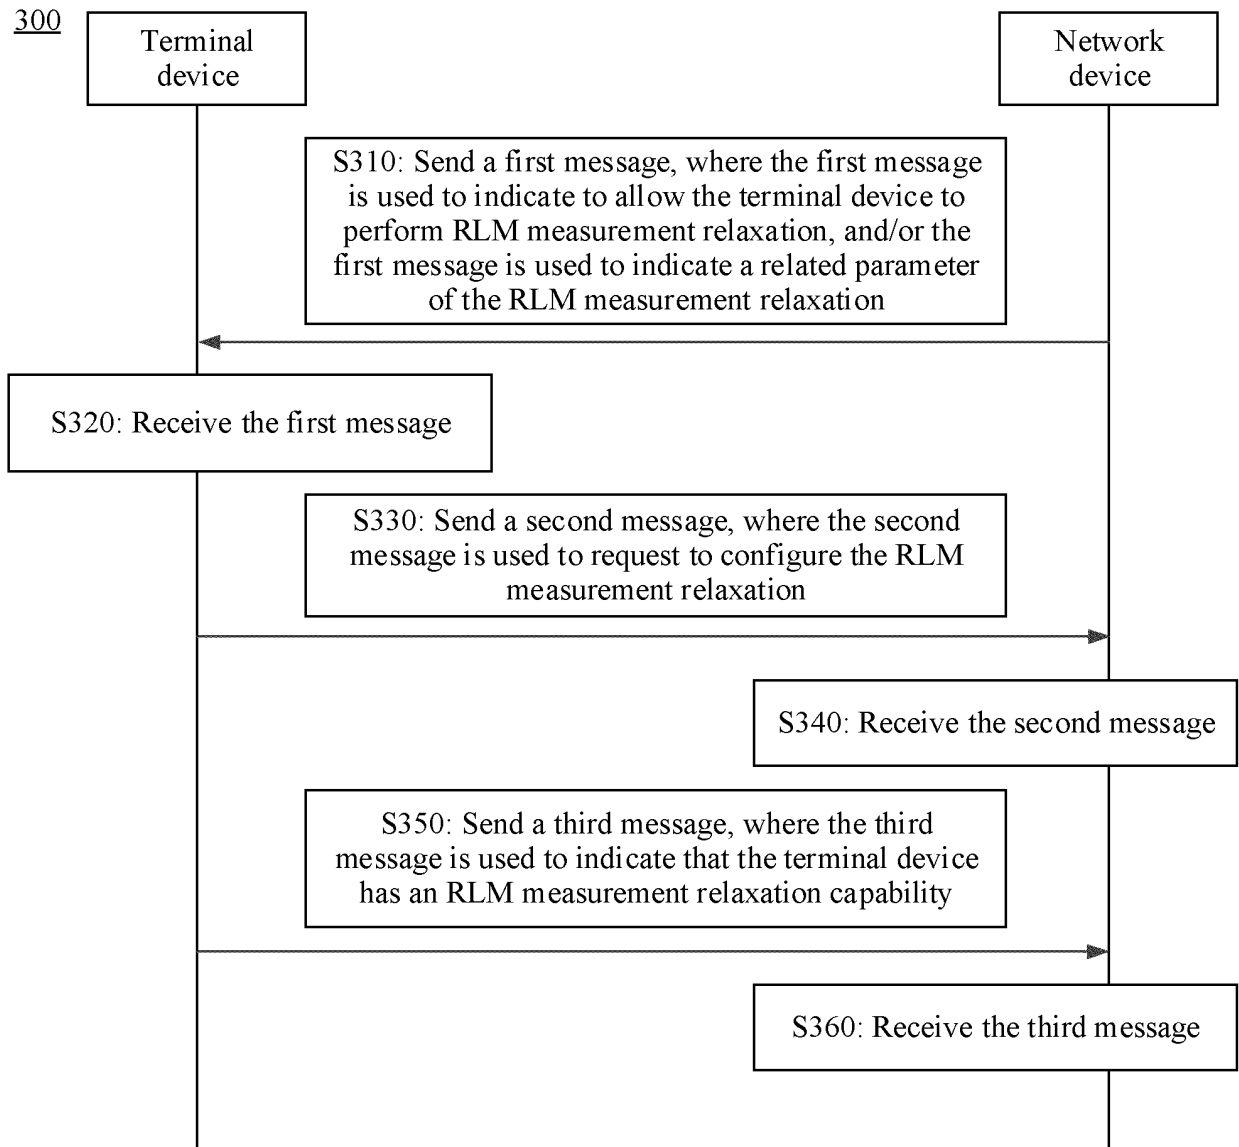 300
Terminal
device
Network
device
S310: Send a first message, where the first message
is used to indicate to allow the terminal device to
perform RLM measurement relaxation, and/or the
first message is used to indicate a related parameter
of the RLM measurement relaxation
S320: Receive the first message
S330: Send a second message, where the second
message is used to request to configure the RLM
measurement relaxation
S340: Receive the second message
S350: Send a third message, where the third
message is used to indicate that the terminal device
has an RLM measurement relaxation capability
S360: Receive the third message